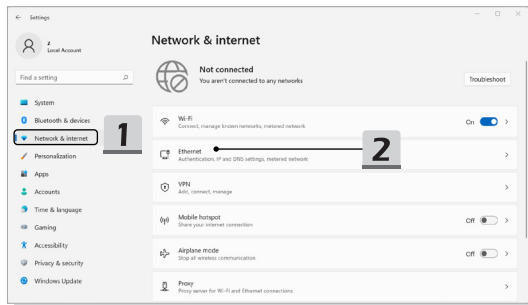 Settings
z
Local Account
Find a setting
System
Bluetooth & devices
Network & internet
Personalization
Apps
Accounts
Time & language
Gaming
Accessibility
Privacy & security
Windows Update
1
Network & internet
Not connected
You aren't connected to any networks
Troubleshoot
Wi-Fi
Connect, manage known networks, metered network
On
Ethernet
Authentication, IP and DNS settings, metered network
2
VPN
Add, connect, manage
Mobile hotspot
Share your internet connection
Off
Airplane mode
Stop all wireless communication
Off
Proxy
Proxy server for Wi-Fi and Ethernet connections